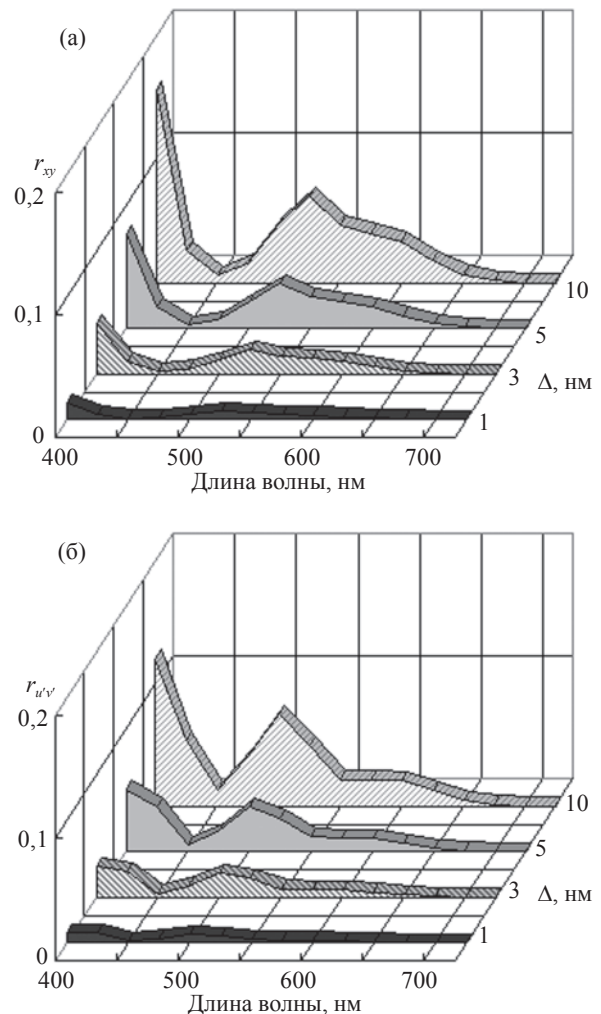 (а)
r_xy
0,2
0,1
0
10
5
3 Δ, нм
1
400 500 600 700
Длина волны, нм
(б)
r_u'v'
0,2
0,1
0
10
5
3 Δ, нм
1
400 500 600 700
Длина волны, нм